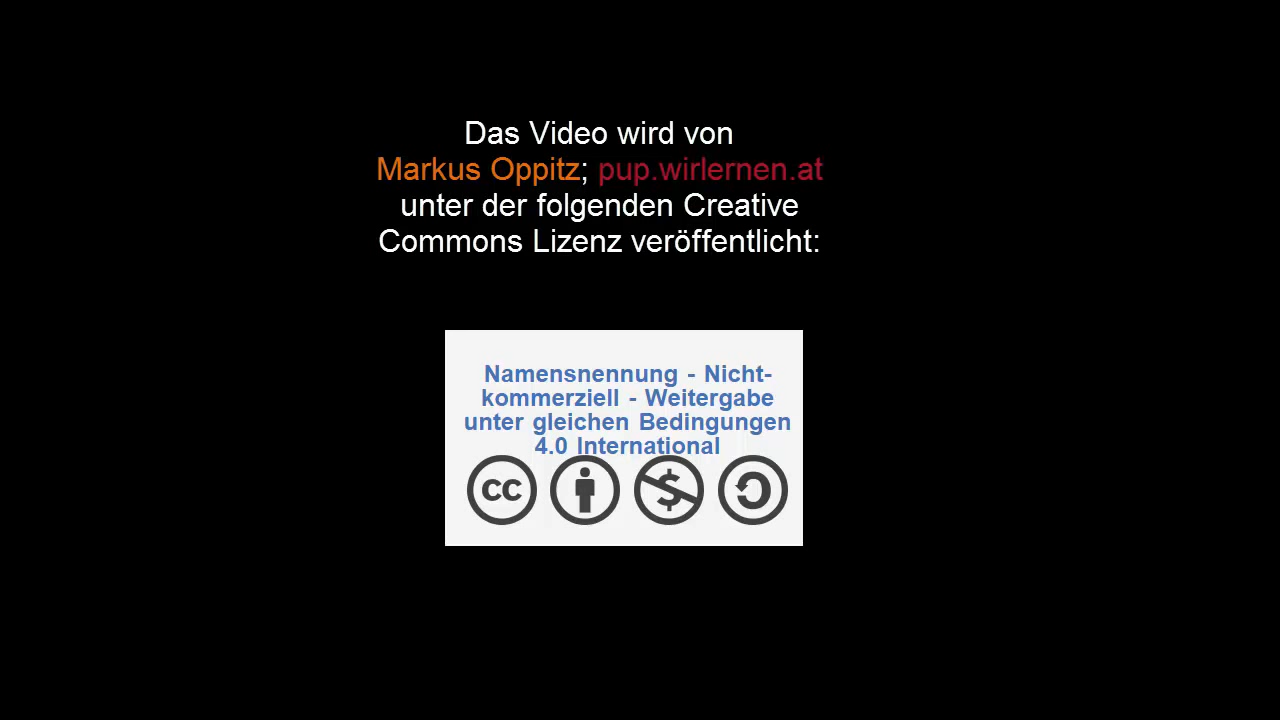 Das Video wird von
Markus Oppitz; pup.wirlernen.at
unter der folgenden Creative
Commons Lizenz veröffentlicht:
Namensnennung - Nicht-
kommerziell - Weitergabe
unter gleichen Bedingungen
4.0 International
cc